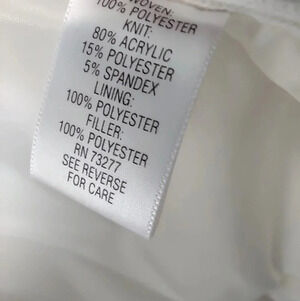 WOVEN:
100% POLYESTER
KNIT:
80% ACRYLIC
15% POLYESTER
5% SPANDEX
LINING:
100% POLYESTER
FILLER:
100% POLYESTER
RN 73277
SEE REVERSE
FOR CARE